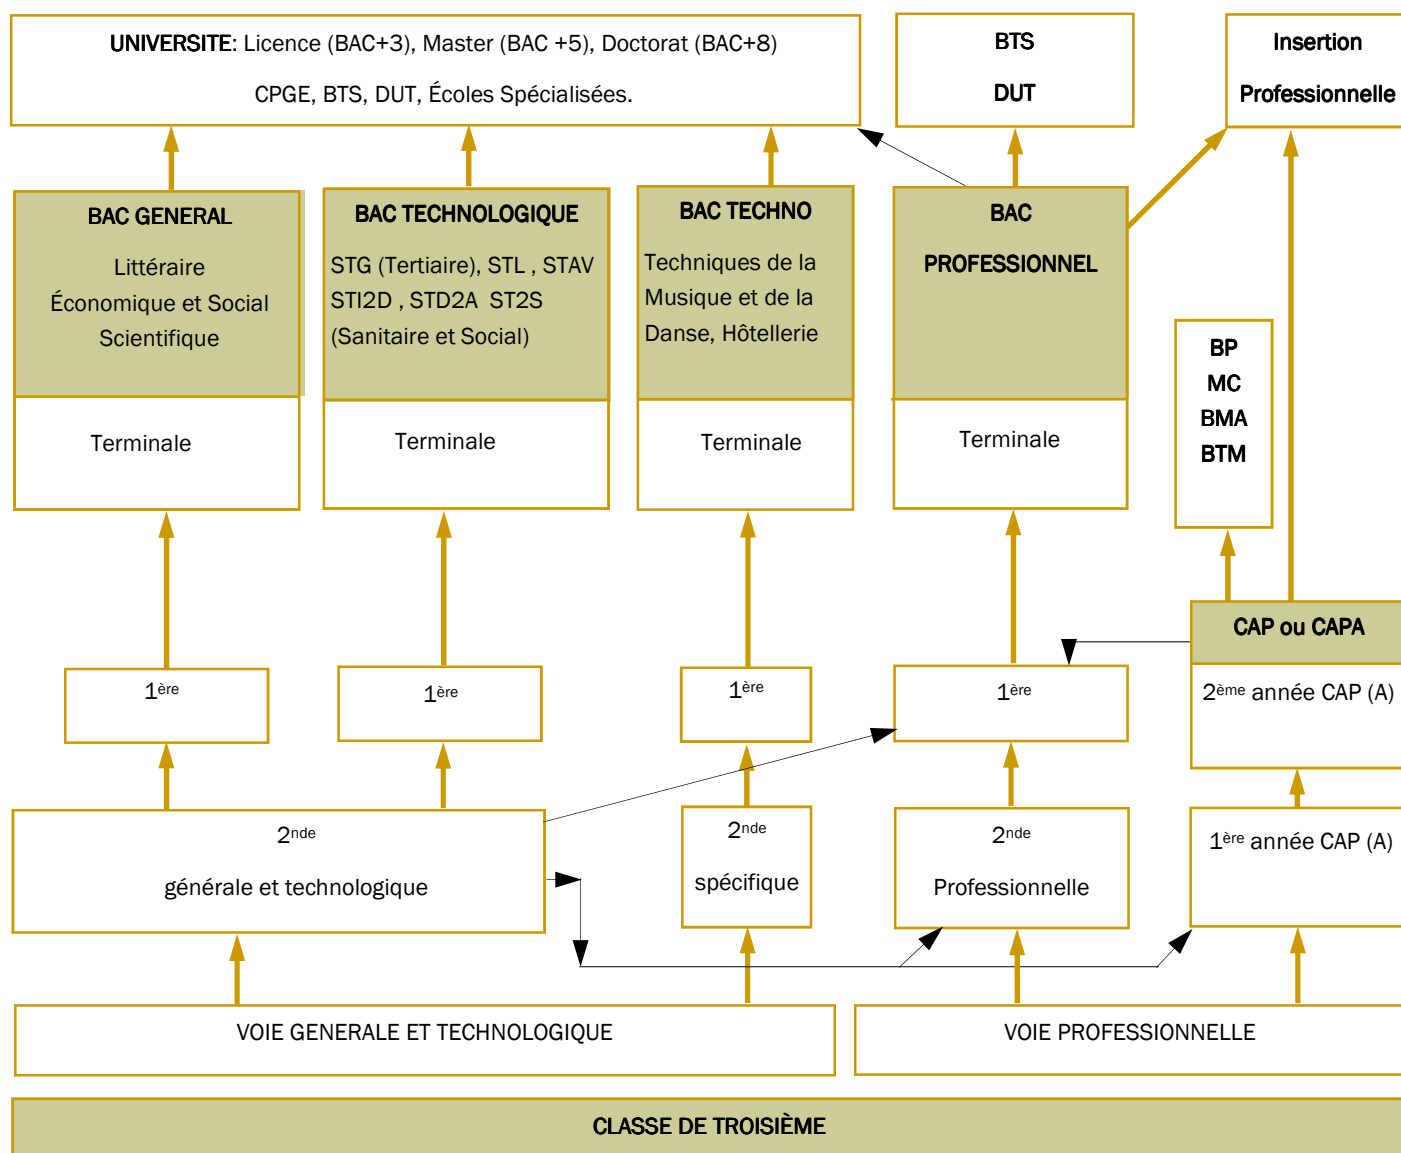 UNIVERSITE: Licence (BAC+3), Master (BAC +5), Doctorat (BAC+8)
CPGE, BTS, DUT, Écoles Spécialisées.
BTS
DUT
Insertion
Professionnelle
BAC GENERAL
Littéraire
Économique et Social
Scientifique
Terminale
BAC TECHNOLOGIQUE
STG (Tertiaire), STL , STAV
STI2D , STD2A ST2S
(Sanitaire et Social)
Terminale
BAC TECHNO
Techniques de la
Musique et de la
Danse, Hôtellerie
Terminale
BAC
PROFESSIONNEL
Terminale
BP
MC
BMA
BTM
CAP ou CAPA
2ème année CAP (A)
1ère
1ère
1ère
1ère
2nde
générale et technologique
2nde
spécifique
2nde
Professionnelle
1ère année CAP (A)
VOIE GENERALE ET TECHNOLOGIQUE
VOIE PROFESSIONNELLE
CLASSE DE TROISIÈME